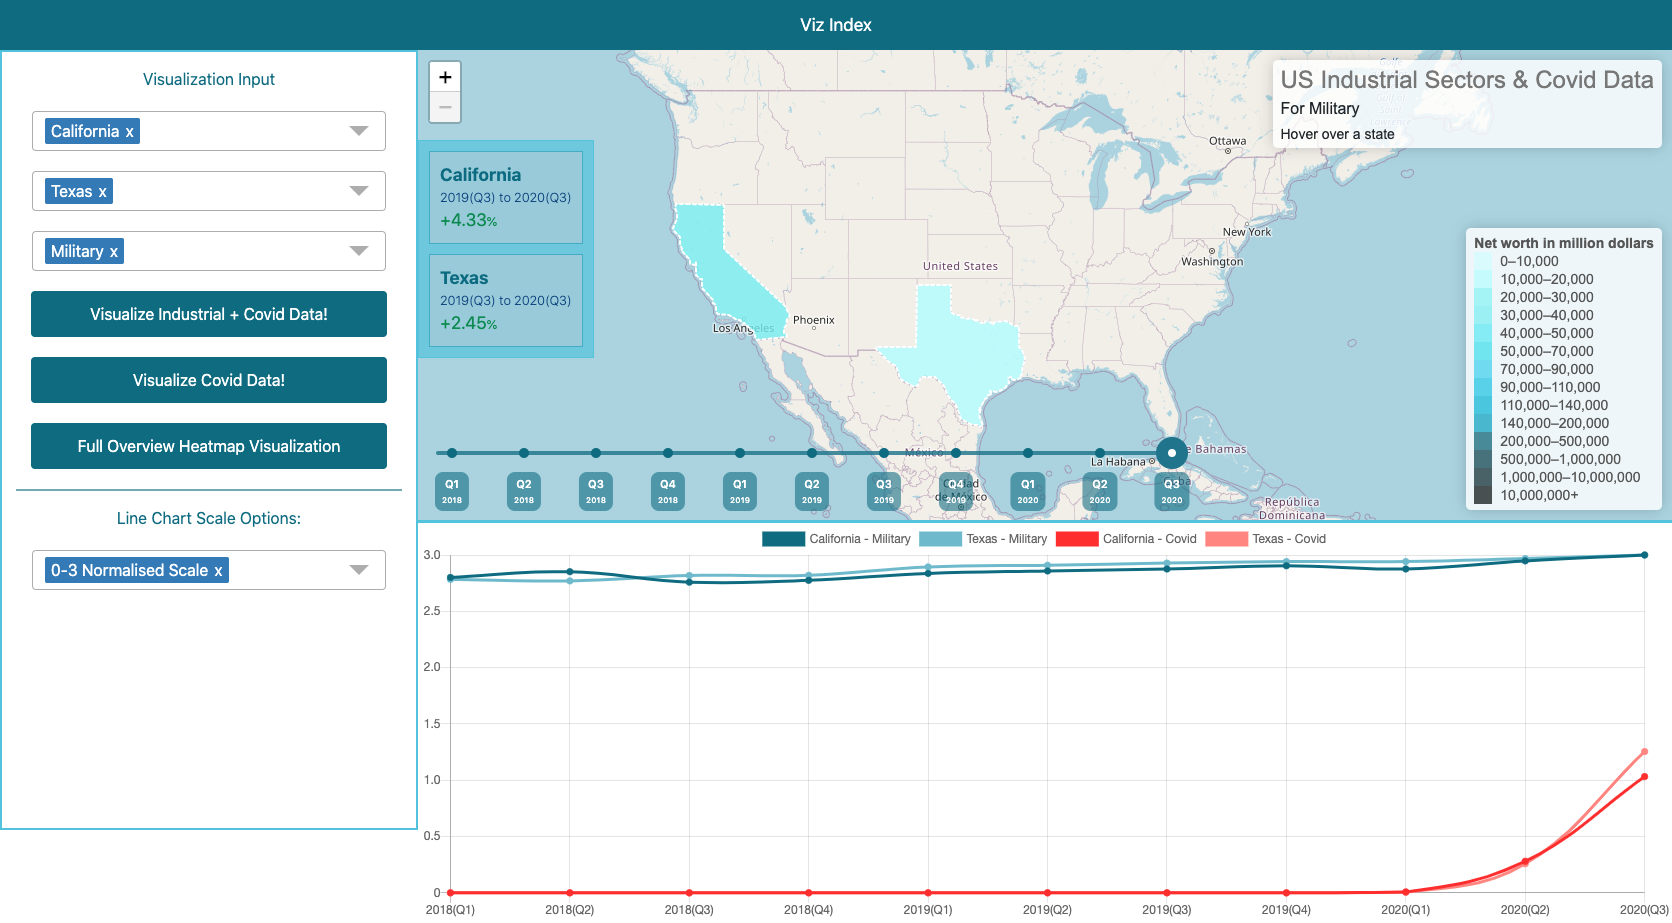 Viz Index
Visualization Input
California x
Texas x
Military x
Visualize Industrial + Covid Data!
Visualize Covid Data!
Full Overview Heatmap Visualization
Line Chart Scale Options:
0-3 Normalised Scale x
+
−
California
2019(Q3) to 2020(Q3)
+4.33%
Texas
2019(Q3) to 2020(Q3)
+2.45%
US Industrial Sectors & Covid Data
For Military
Hover over a state
Ottawa
New York
Washington
United States
Phoenix
Los Angeles
México
La Habana
Bahamas
Ciudad
de México
República
Dominicana
Net worth in million dollars
0–10,000
10,000–20,000
20,000–30,000
30,000–40,000
40,000–50,000
50,000–70,000
70,000–90,000
90,000–110,000
110,000–140,000
140,000–200,000
200,000–500,000
500,000–1,000,000
1,000,000–10,000,000
10,000,000+
Q1 2018
Q2 2018
Q3 2018
Q4 2018
Q1 2019
Q2 2019
Q3 2019
Q4 2019
Q1 2020
Q2 2020
Q3 2020
California - Military
Texas - Military
California - Covid
Texas - Covid
3.0
2.5
2.0
1.5
1.0
0.5
0
2018(Q1)
2018(Q2)
2018(Q3)
2018(Q4)
2019(Q1)
2019(Q2)
2019(Q3)
2019(Q4)
2020(Q1)
2020(Q2)
2020(Q3)